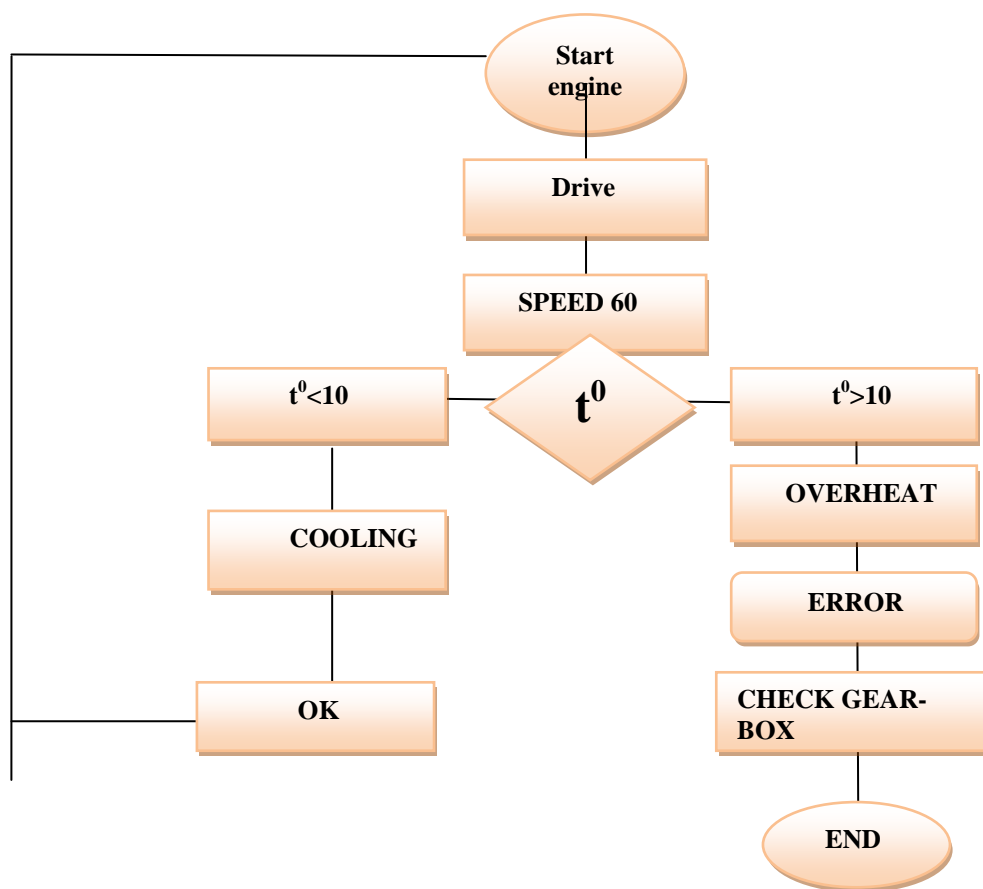 Start
engine
Drive
SPEED 60
t⁰
t⁰<10
t⁰>10
OVERHEAT
COOLING
ERROR
OK
CHECK GEAR-
BOX
END